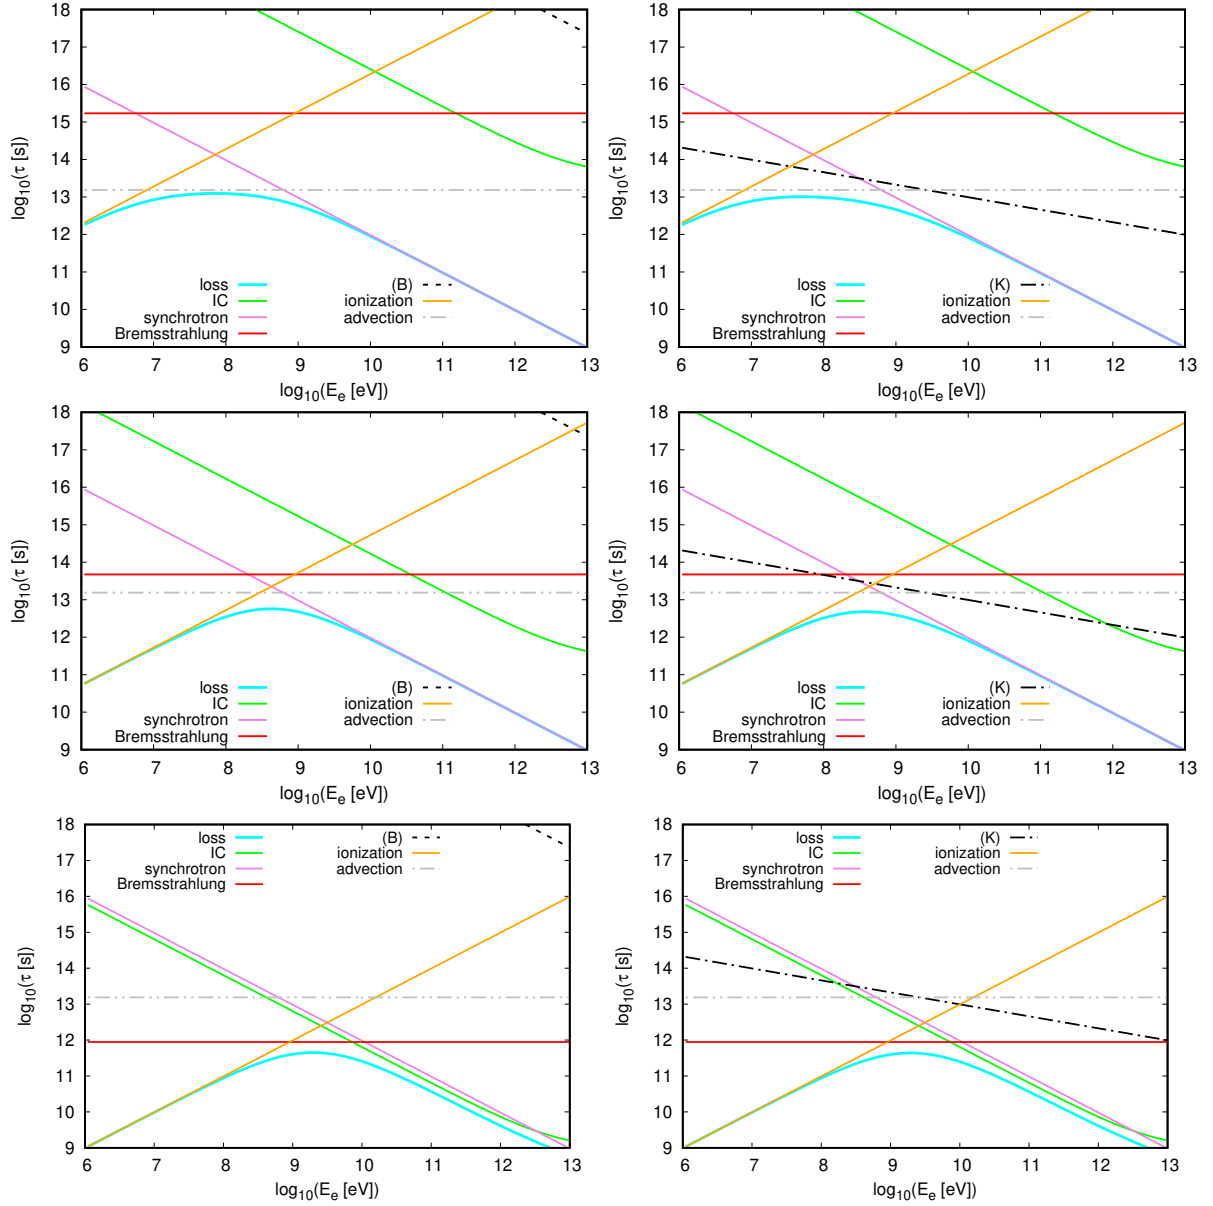 18
17
16
15
14
13
12
11
10
9
6 7 8 9 10 11 12 13
log10(τ [s])
log10(Ee [eV])
loss
IC
synchrotron
Bremsstrahlung
(B)
ionization
advection
18
17
16
15
14
13
12
11
10
9
6 7 8 9 10 11 12 13
log10(τ [s])
log10(Ee [eV])
loss
IC
synchrotron
Bremsstrahlung
(K)
ionization
advection
18
17
16
15
14
13
12
11
10
9
6 7 8 9 10 11 12 13
log10(τ [s])
log10(Ee [eV])
loss
IC
synchrotron
Bremsstrahlung
(B)
ionization
advection
18
17
16
15
14
13
12
11
10
9
6 7 8 9 10 11 12 13
log10(τ [s])
log10(Ee [eV])
loss
IC
synchrotron
Bremsstrahlung
(K)
ionization
advection
18
17
16
15
14
13
12
11
10
9
6 7 8 9 10 11 12 13
log10(τ [s])
log10(Ee [eV])
loss
IC
synchrotron
Bremsstrahlung
(B)
ionization
advection
18
17
16
15
14
13
12
11
10
9
6 7 8 9 10 11 12 13
log10(τ [s])
log10(Ee [eV])
loss
IC
synchrotron
Bremsstrahlung
(K)
ionization
advection